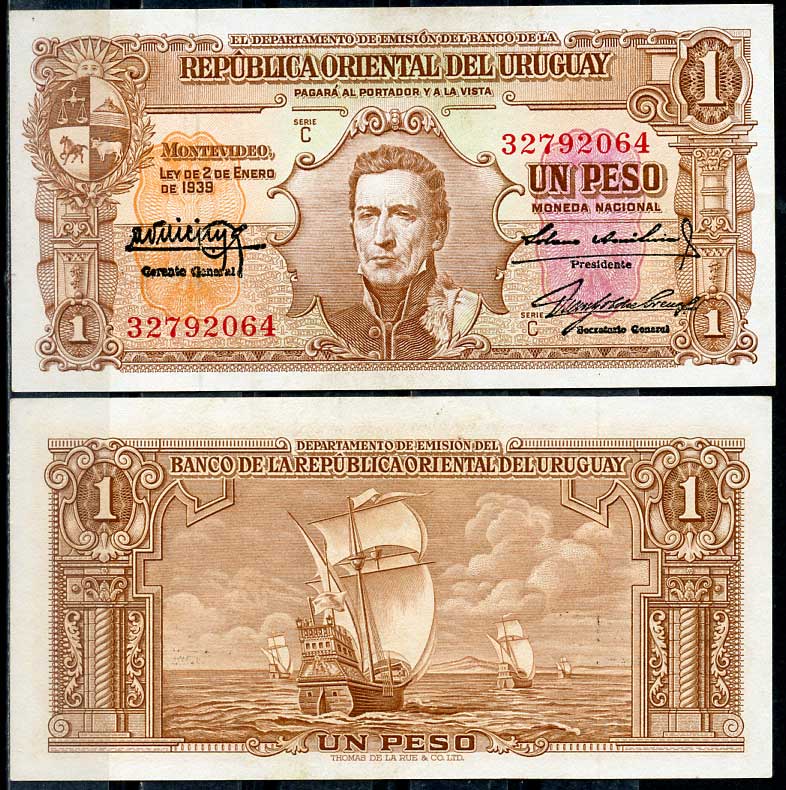 EL DEPARTAMENTO DE EMISIÓN DEL BANCO DE LA
REPÚBLICA ORIENTAL DEL URUGUAY
PAGARÁ AL PORTADOR Y A LA VISTA
1
SERIE
C
32792064
MONTEVIDEO,
LEY DE 2 DE ENERO
DE 1939
UN PESO
MONEDA NACIONAL
Gerente General
Presidente
32792064
SERIE
C
Secretario General
1
1
DEPARTAMENTO DE EMISIÓN DEL
BANCO DE LA REPÚBLICA ORIENTAL DEL URUGUAY
1
1
UN PESO
THOMAS DE LA RUE & CO. LTD.